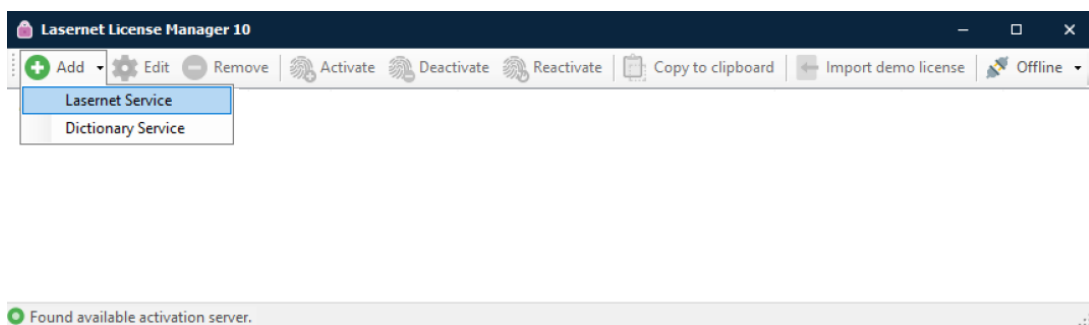 Lasernet License Manager 10
Add Edit Remove Activate Deactivate Reactivate Copy to clipboard Import demo license Offline
Lasernet Service
Dictionary Service
Found available activation server.